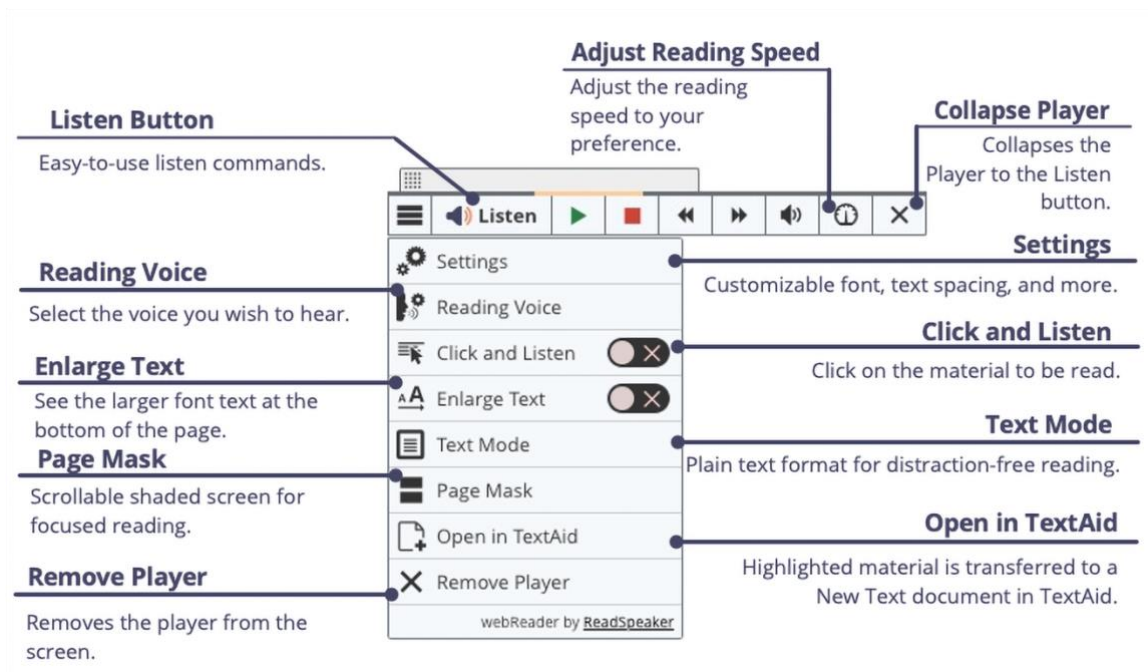 Adjust Reading Speed
Adjust the reading
speed to your
preference.
Listen Button
Easy-to-use listen commands.
Collapse Player
Collapses the
Player to the Listen
button.
Listen
Settings
Reading Voice
Click and Listen
Enlarge Text
Text Mode
Page Mask
Open in TextAid
Remove Player
webReader by ReadSpeaker
Reading Voice
Select the voice you wish to hear.
Enlarge Text
See the larger font text at the
bottom of the page.
Page Mask
Scrollable shaded screen for
focused reading.
Remove Player
Removes the player from the
screen.
Settings
Customizable font, text spacing, and more.
Click and Listen
Click on the material to be read.
Text Mode
Plain text format for distraction-free reading.
Open in TextAid
Highlighted material is transferred to a
New Text document in TextAid.